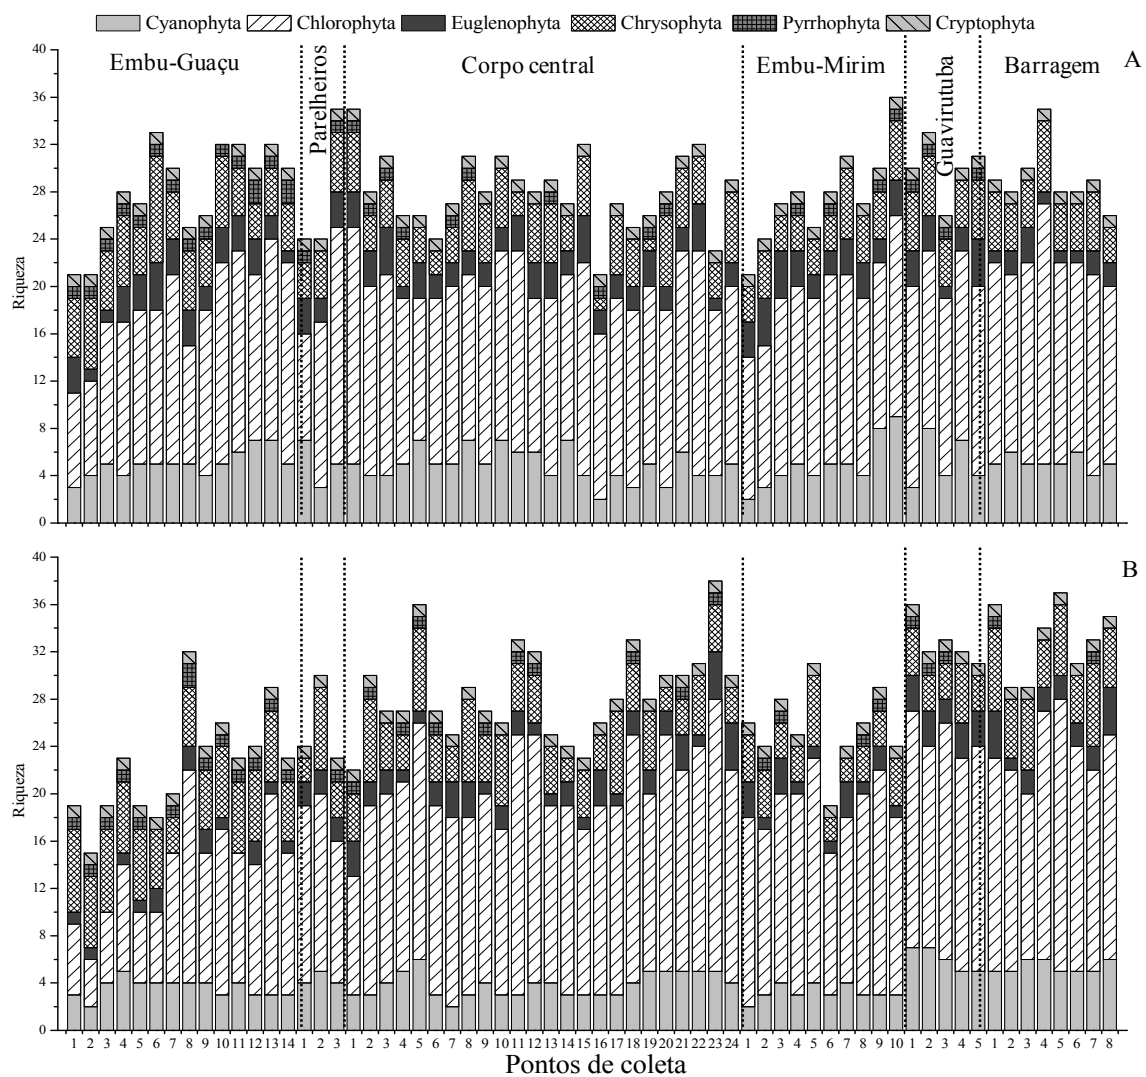 Cyanophyta Chlorophyta Euglenophyta Chrysophyta Pyrrhophyta Cryptophyta
A
40
36
32
28
24
20
16
12
8
4
0
Riqueza
Embu-Guaçu
Parelheiros
Corpo central
Embu-Mirim
Guavirutuba
Barragem
B
40
36
32
28
24
20
16
12
8
4
0
Riqueza
1 2 3 4 5 6 7 8 9 10 11 12 13 14 1 2 3 1 2 3 4 5 6 7 8 9 10 11 12 13 14 15 16 17 18 19 20 21 22 23 24 1 2 3 4 5 6 7 8 9 10 1 2 3 4 5 1 2 3 4 5 6 7 8
Pontos de coleta